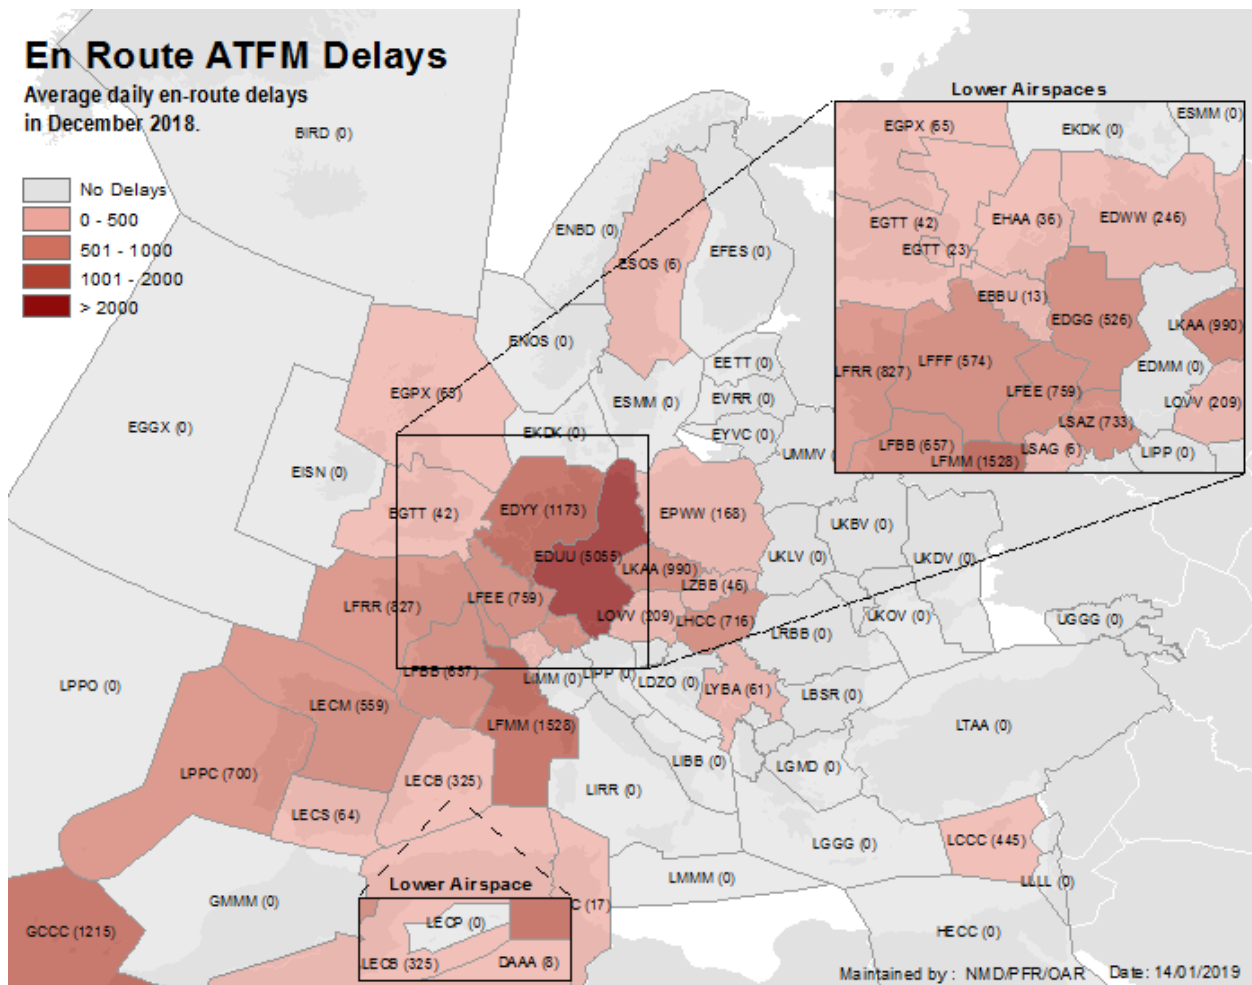 En Route ATFM Delays
Average daily en-route delays
in December 2018.
No Delays
0 - 500
501 - 1000
1001 - 2000
> 2000
BIRD (0)
ENBD (0)
ESOS (6)
EFES (0)
ENOS (0)
EETT (0)
EGPX (65)
ESMM (0)
EVRR (0)
EGGX (0)
EKDK (0)
EYVC (0)
UMMV (
EISN (0)
EGTT (42)
EDYY (1173)
EPWW (168)
UKBV (0)
EDUU (5055)
UKLV (0)
UKDV (0)
LKAA (990)
LZBB (46)
LFRR (827)
LFEE (759)
LOVV (209)
LHCC (716)
LRBB (0)
UKOV (0)
UGGG (0)
LPPO (0)
LFBB (657)
LIMM (0)
LIPP (0)
LDZO (0)
LYBA (61)
LBSR (0)
LECM (559)
LFMM (1528)
LTAA (0)
LPPC (700)
LECB (325)
LIBB (0)
LGMD (0)
LIRR (0)
LECS (64)
LGGG (0)
LCCC (445)
LMMM (0)
LLLL (0)
GMMM (0)
C (17)
GCCC (1215)
HECC (0)
Lower Airspace
LECP (0)
LECB (325)
DAAA (8)
Lower Airspaces
EGPX (65)
EKDK (0)
ESMM (0)
EGTT (42)
EHAA (36)
EDWW (246)
EGTT (23)
EBBU (13)
EDGG (526)
LKAA (990)
LFRR (827)
LFFF (574)
EDMM (0)
LFEE (759)
LOVV (209)
LSAZ (733)
LFBB (657)
LSAG (6)
LIPP (0)
LFMM (1528)
Maintained by : NMD/PFR/OAR Date: 14/01/2019